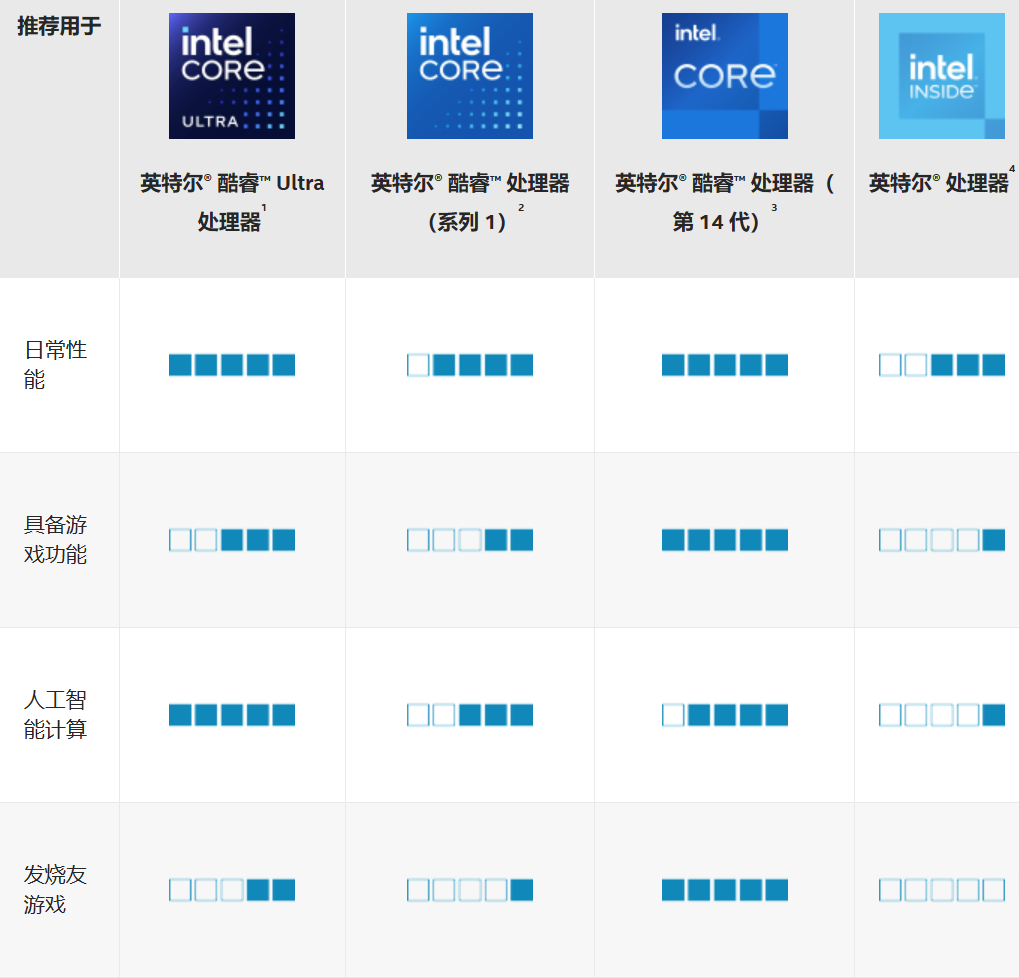 推荐用于
intel
CORE
ULTRA
英特尔® 酷睿™ Ultra
处理器1
intel
CORE
英特尔® 酷睿™ 处理器
（系列 1） 2
intel.
CORE™
英特尔® 酷睿™ 处理器（
第 14 代） 3
intel.
INSIDE™
英特尔® 处理器4
日常性
能
具备游
戏功能
人工智
能计算
发烧友
游戏